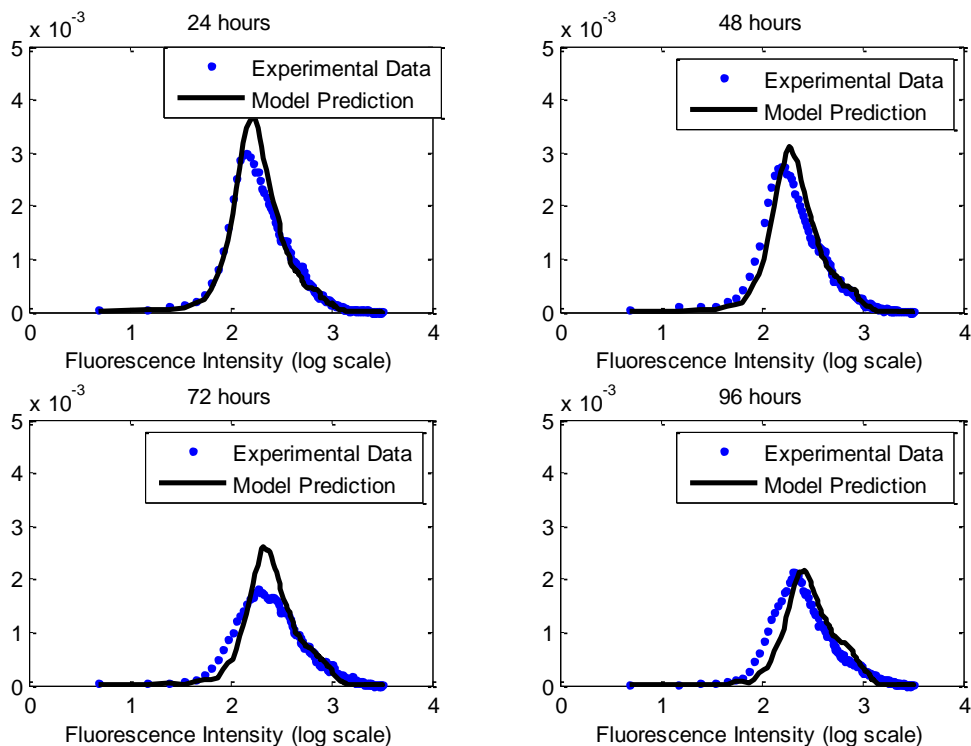 24 hours
x 10^-3
5
4
3
2
1
0
Experimental Data
Model Prediction
0 1 2 3 4
Fluorescence Intensity (log scale)
48 hours
x 10^-3
5
4
3
2
1
0
Experimental Data
Model Prediction
0 1 2 3 4
Fluorescence Intensity (log scale)
72 hours
x 10^-3
5
4
3
2
1
0
Experimental Data
Model Prediction
0 1 2 3 4
Fluorescence Intensity (log scale)
96 hours
x 10^-3
5
4
3
2
1
0
Experimental Data
Model Prediction
0 1 2 3 4
Fluorescence Intensity (log scale)